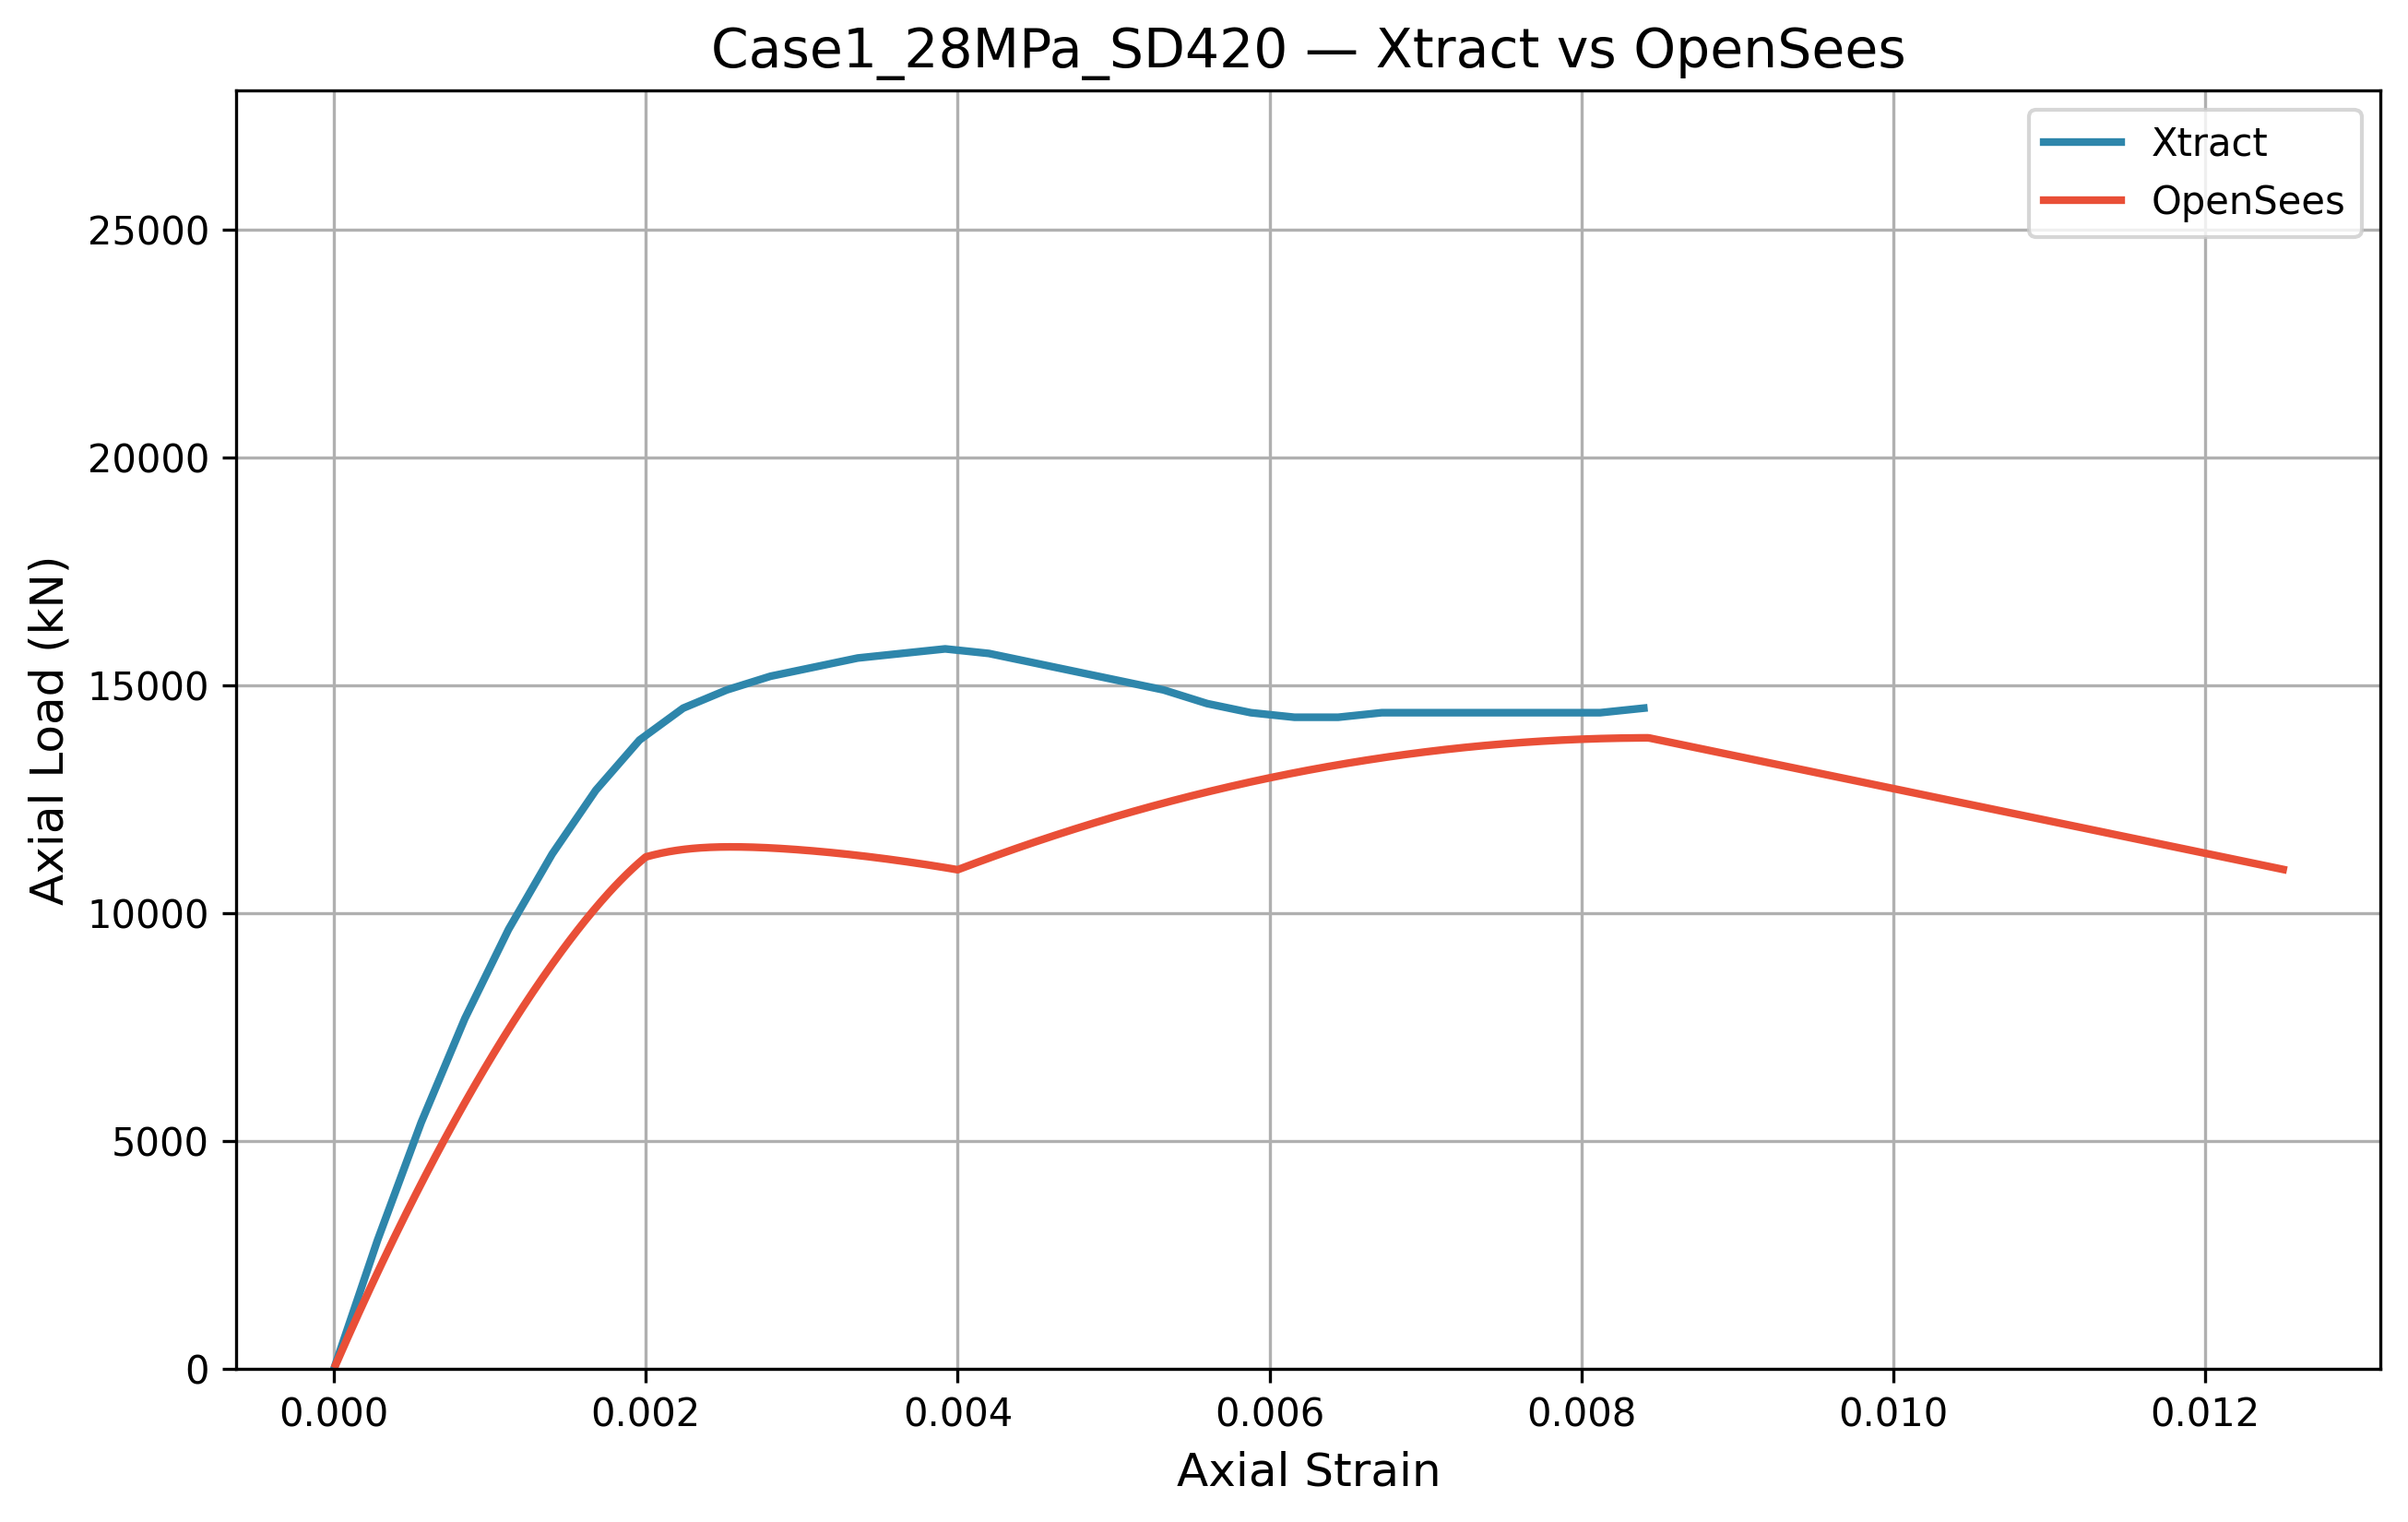 Case1_28MPa_SD420 — Xtract vs OpenSees
Xtract
OpenSees
Axial Load (kN)
25000
20000
15000
10000
5000
0
0.000 0.002 0.004 0.006 0.008 0.010 0.012
Axial Strain